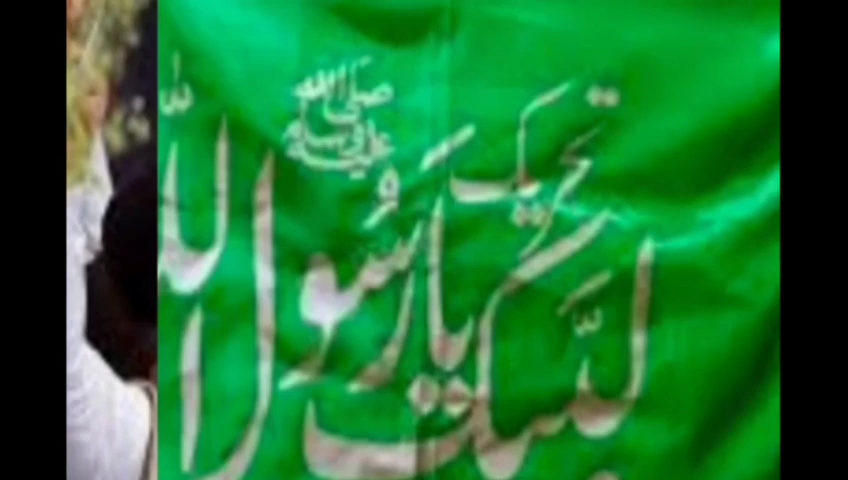 تحریک
لبیک یا رسول اللہ
صلی اللہ علیہ وسلم